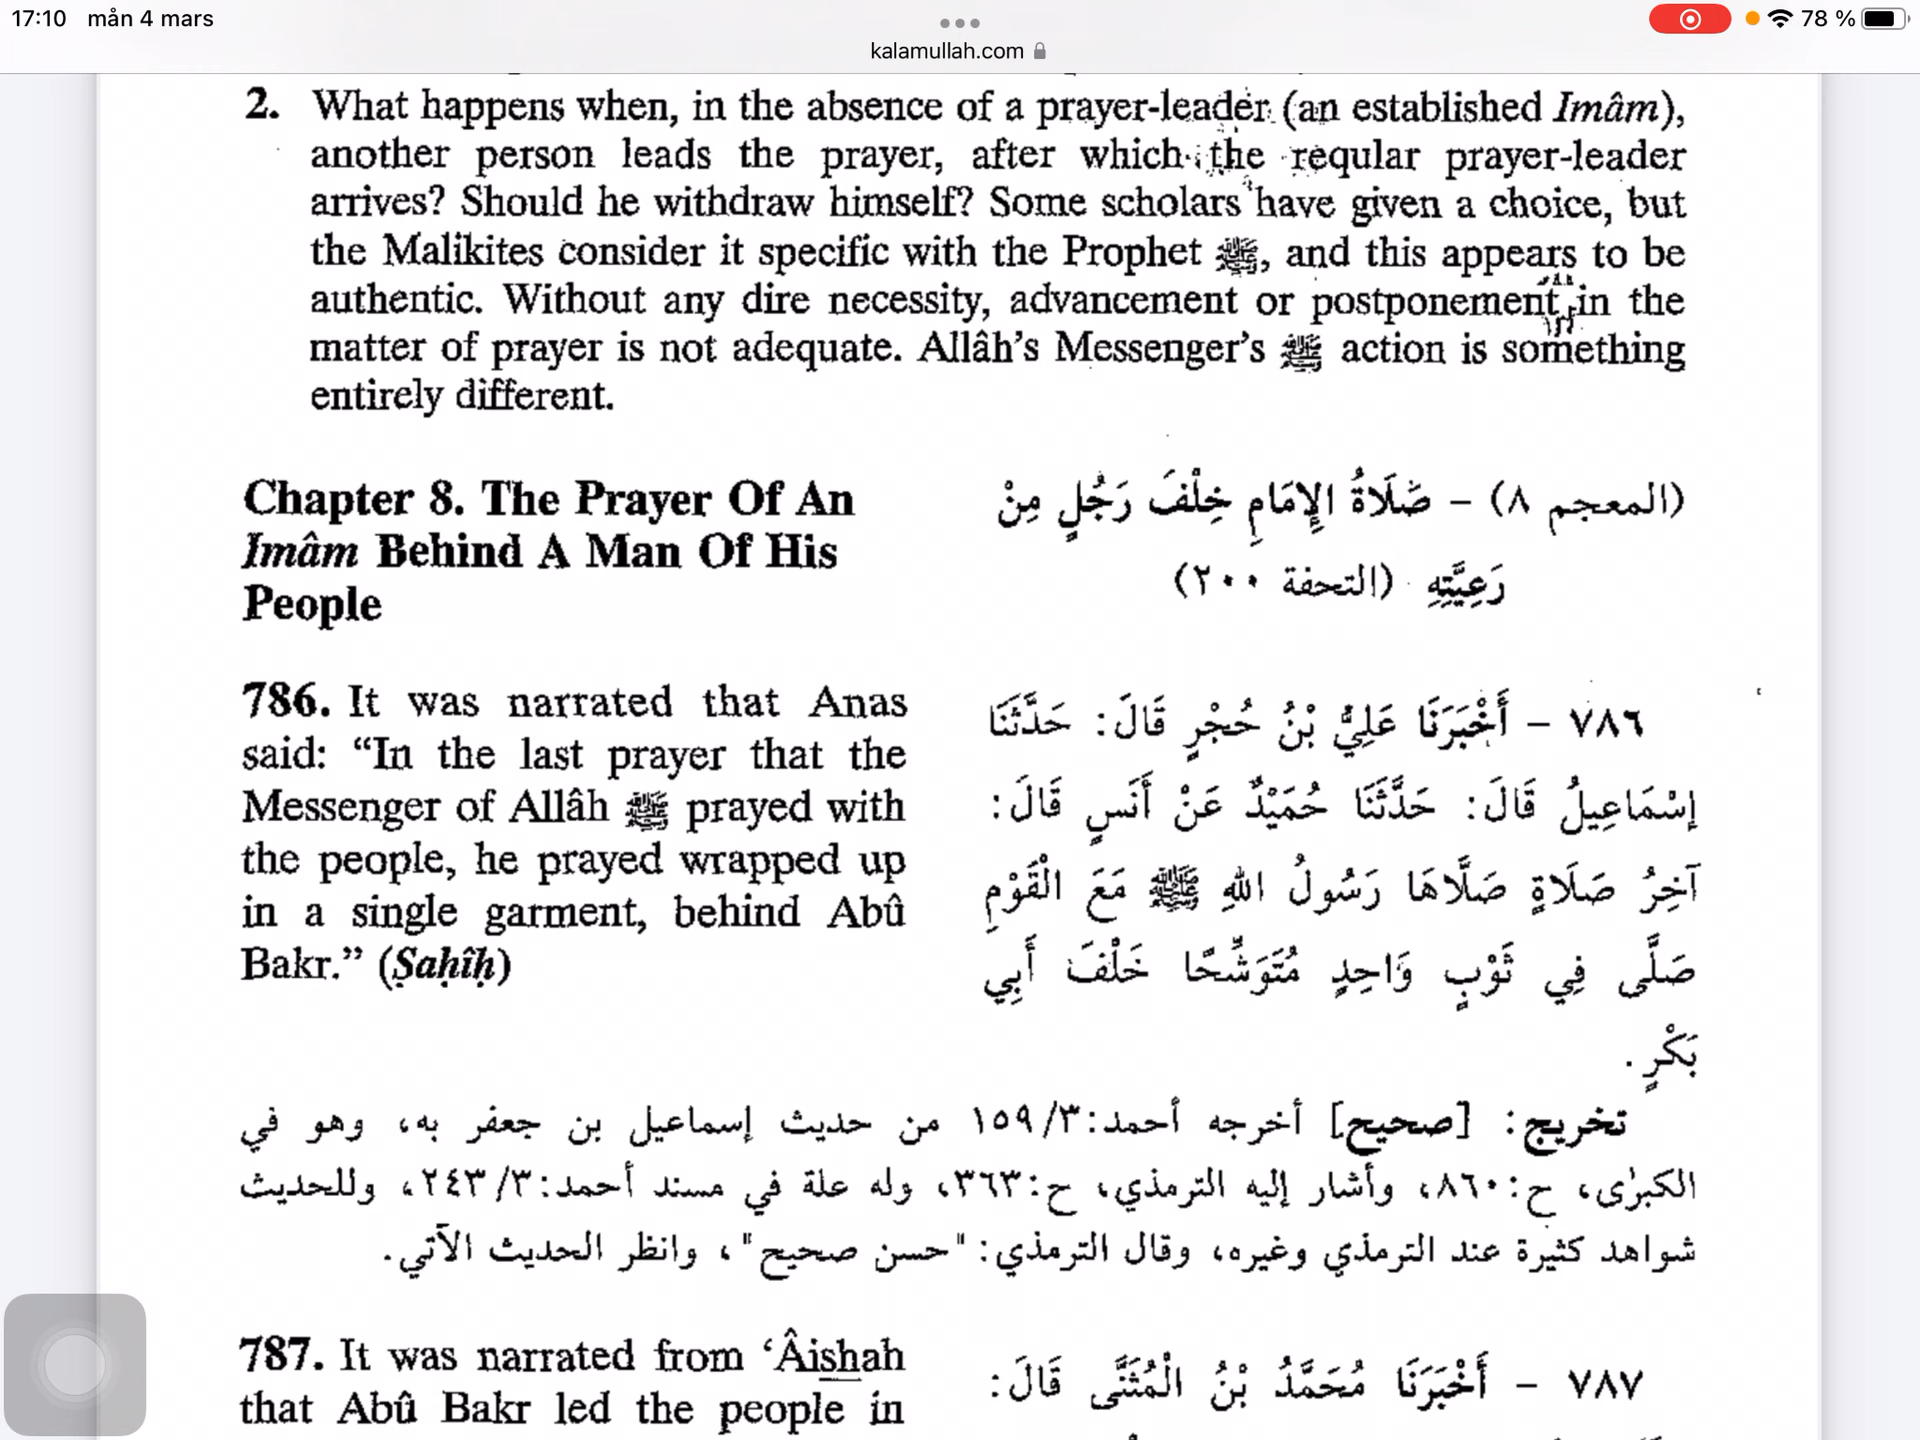 17:10 mån 4 mars
78 %
kalamullah.com
2. What happens when, in the absence of a prayer-leader (an established Imâm),
another person leads the prayer, after which the reqular prayer-leader
arrives? Should he withdraw himself? Some scholars have given a choice, but
the Malikites consider it specific with the Prophet ﷺ, and this appears to be
authentic. Without any dire necessity, advancement or postponement in the
matter of prayer is not adequate. Allâh's Messenger's ﷺ action is something
entirely different.
Chapter 8. The Prayer Of An
Imâm Behind A Man Of His
People
(المعجم ٨) - صَلَاةُ الإِمَامِ خِلْفَ رَجُلٍ مِنْ
رَعِيَّتِهِ (التحفة ٢٠٠)
786. It was narrated that Anas
said: “In the last prayer that the
Messenger of Allâh ﷺ prayed with
the people, he prayed wrapped up
in a single garment, behind Abû
Bakr.” (Ṣaḥîḥ)
٧٨٦ - أَخْبَرَنَا عَلِيُّ بْنُ حُجْرٍ قَالَ: حَدَّثَنَا
إِسْمَاعِيلُ قَالَ: حَدَّثَنَا حُمَيْدٌ عَنْ أَنَسٍ قَالَ:
آخِرُ صَلَاةٍ صَلَّاهَا رَسُولُ اللهِ ﷺ مَعَ الْقَوْمِ
صَلَّى فِي ثَوْبٍ وَاحِدٍ مُتَوَشِّحًا خَلْفَ أَبِي
بَكْرٍ.
تخريج: [صحيح] أخرجه أحمد:٣/ ١٥٩ من حديث إسماعيل بن جعفر به، وهو في
الكبرٰى، ح:٨٦٠، وأشار إليه الترمذي، ح:٣٦٣، وله علة في مسند أحمد:٣/ ٢٤٣، وللحديث
شواهد كثيرة عند الترمذي وغيره، وقال الترمذي: "حسن صحيح"، وانظر الحديث الآتي.
787. It was narrated from ‘Âishah
that Abû Bakr led the people in
٧٨٧ - أَخْبَرَنَا مُحَمَّدُ بْنُ الْمُثَنَّى قَالَ: